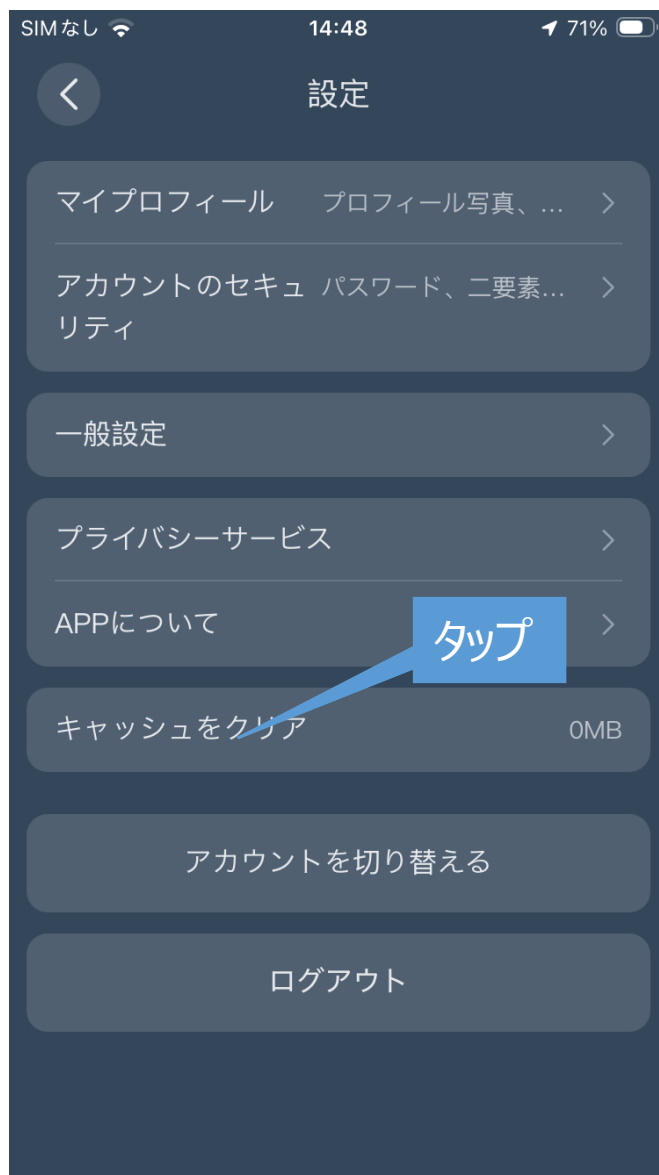 SIMなし 14:48 71%
設定
マイプロフィール プロフィール写真、...
アカウントのセキュ パスワード、二要素...
リティ
一般設定
プライバシーサービス
APPについて
タップ
キャッシュをクリア 0MB
アカウントを切り替える
ログアウト